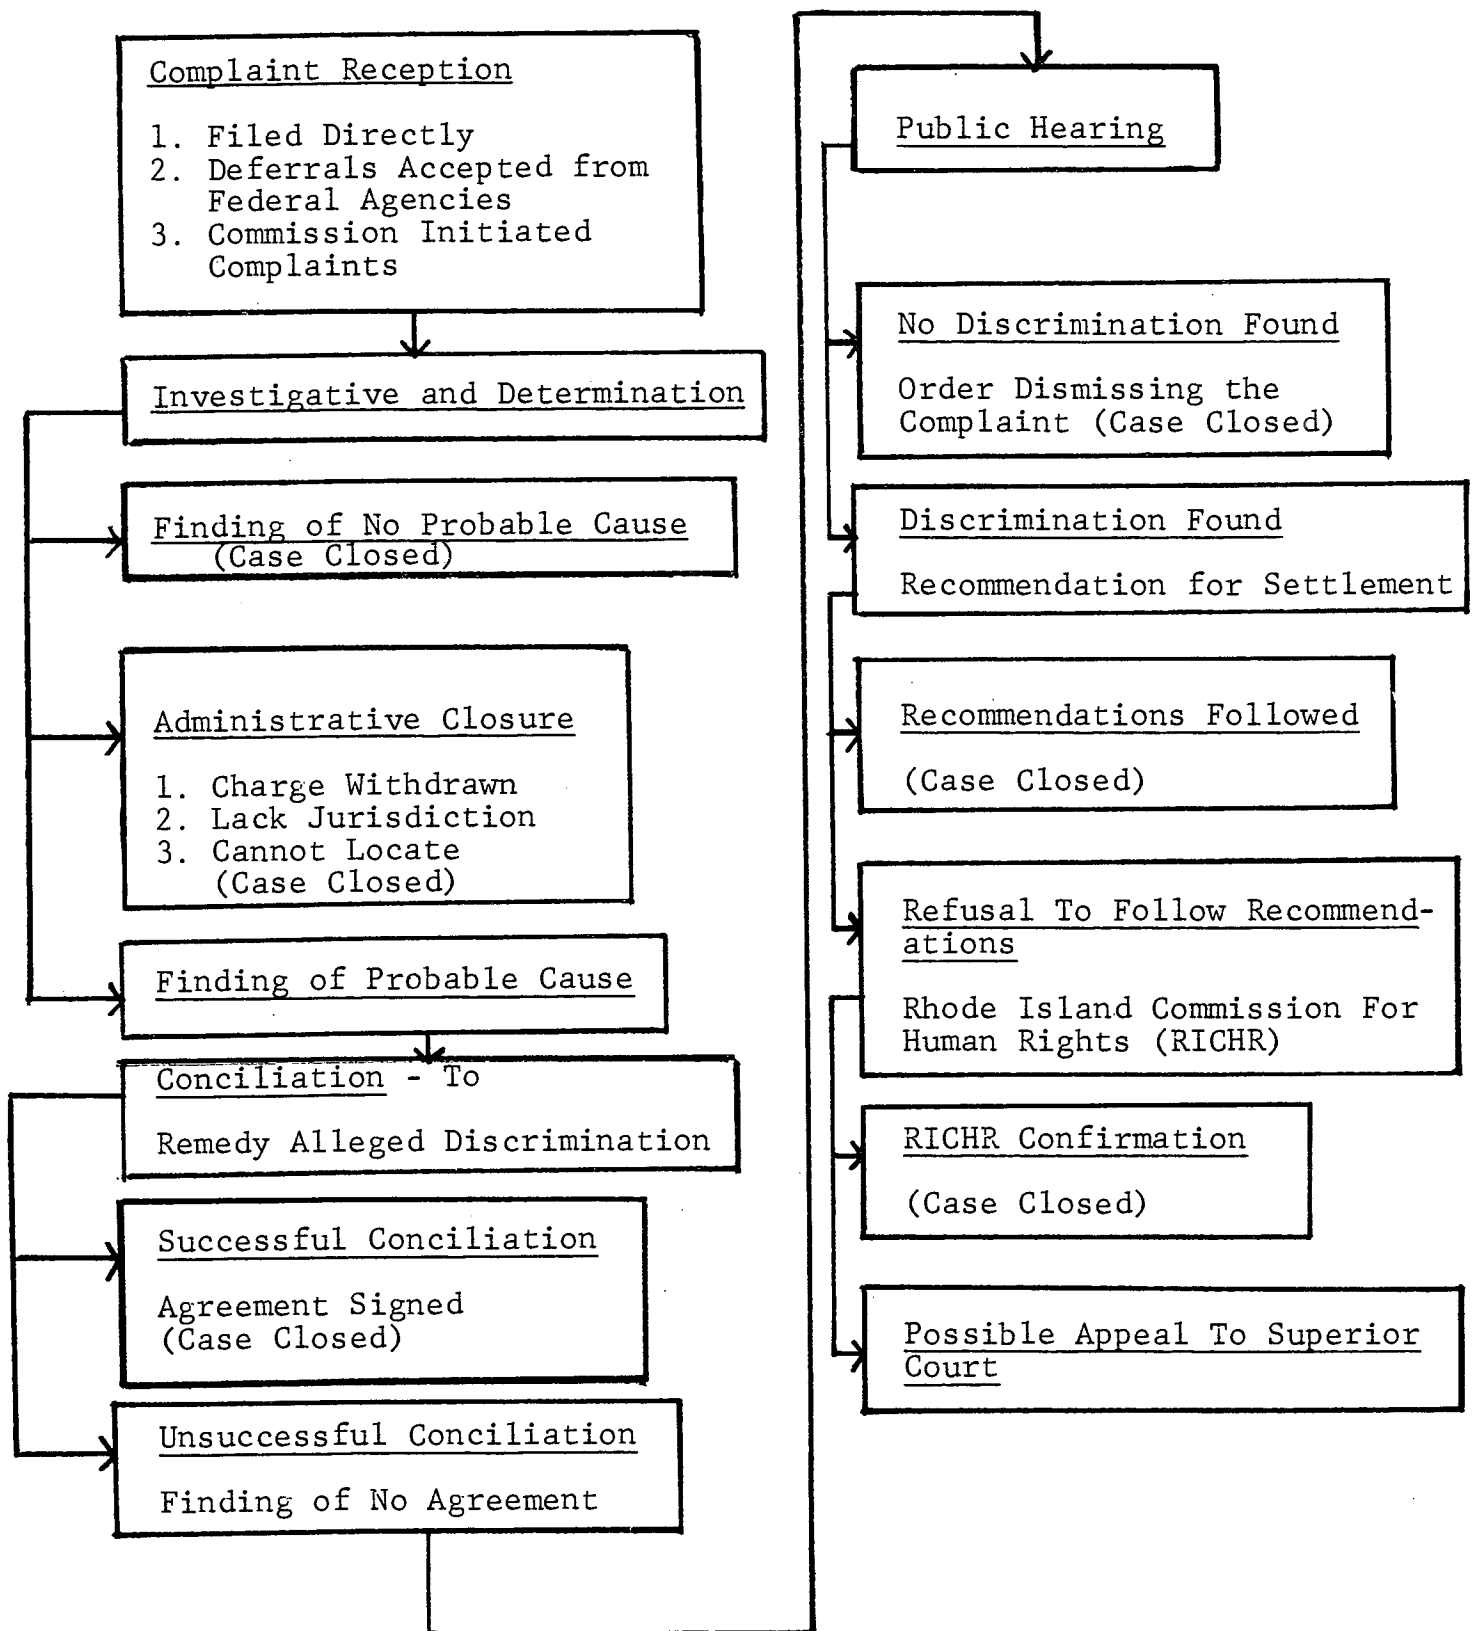 Complaint Reception
1. Filed Directly
2. Deferrals Accepted from
Federal Agencies
3. Commission Initiated
Complaints
Investigative and Determination
Finding of No Probable Cause
(Case Closed)
Administrative Closure
1. Charge Withdrawn
2. Lack Jurisdiction
3. Cannot Locate
(Case Closed)
Finding of Probable Cause
Conciliation - To
Remedy Alleged Discrimination
Successful Conciliation
Agreement Signed
(Case Closed)
Unsuccessful Conciliation
Finding of No Agreement
Public Hearing
No Discrimination Found
Order Dismissing the
Complaint (Case Closed)
Discrimination Found
Recommendation for Settlement
Recommendations Followed
(Case Closed)
Refusal To Follow Recommend-
ations
Rhode Island Commission For
Human Rights (RICHR)
RICHR Confirmation
(Case Closed)
Possible Appeal To Superior
Court